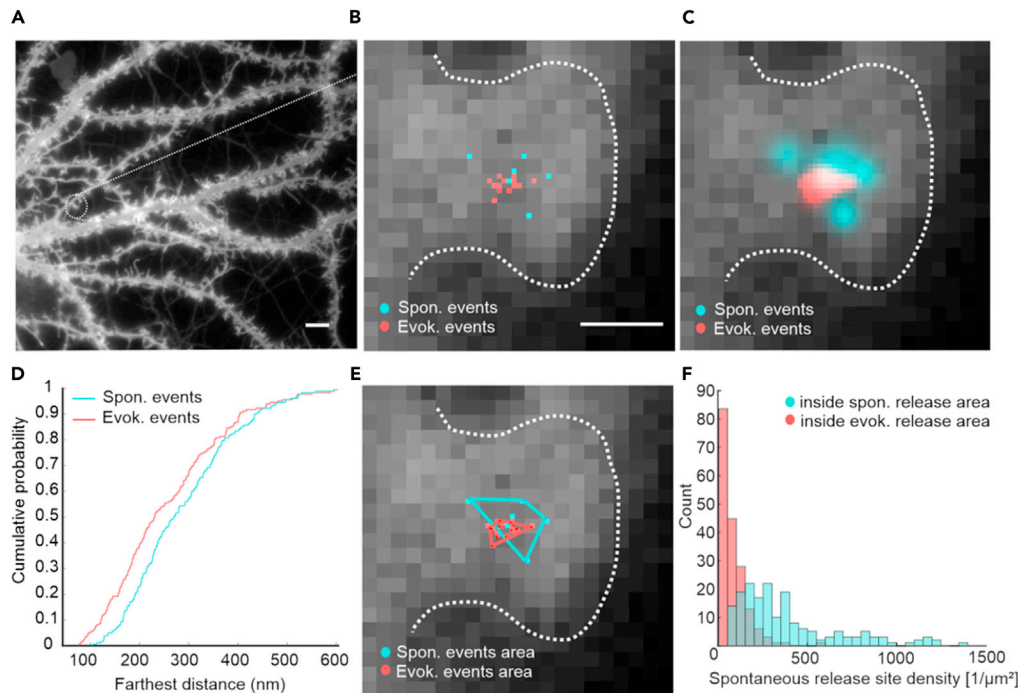 A
B
C
Spon. events
Evok. events
Spon. events
Evok. events
D
Cumulative probability
1
0.9
0.8
0.7
0.6
0.5
0.4
0.3
0.2
0.1
0
Spon. events
Evok. events
100 200 300 400 500 600
Farthest distance (nm)
E
Spon. events area
Evok. events area
F
Count
90
80
70
60
50
40
30
20
10
0
inside spon. release area
inside evok. release area
0 500 1000 1500
Spontaneous release site density [1/µm²]